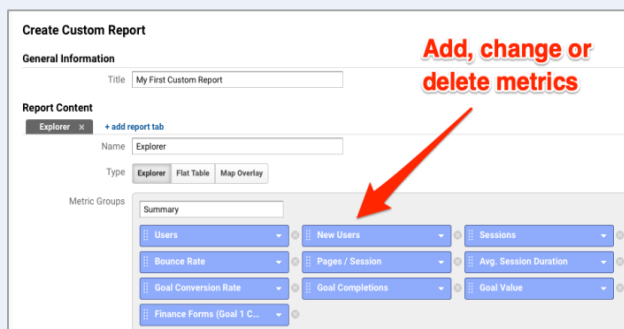 Create Custom Report
Add, change or
delete metrics
General Information
Title My First Custom Report
Report Content
Explorer × + add report tab
Name Explorer
Type Explorer Flat Table Map Overlay
Metric Groups Summary
Users New Users Sessions
Bounce Rate Pages / Session Avg. Session Duration
Goal Conversion Rate Goal Completions Goal Value
Finance Forms (Goal 1 C...